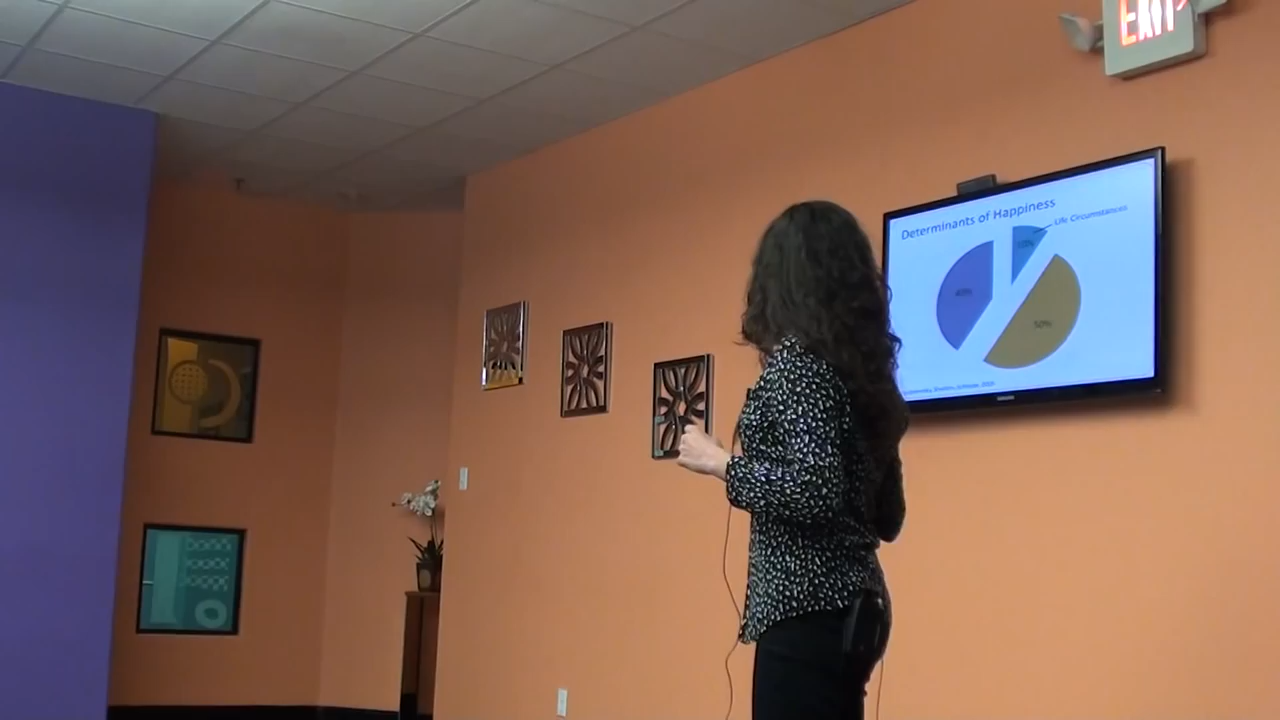 EXIT
Determinants of Happiness
Life Circumstances
10%
40%
50%